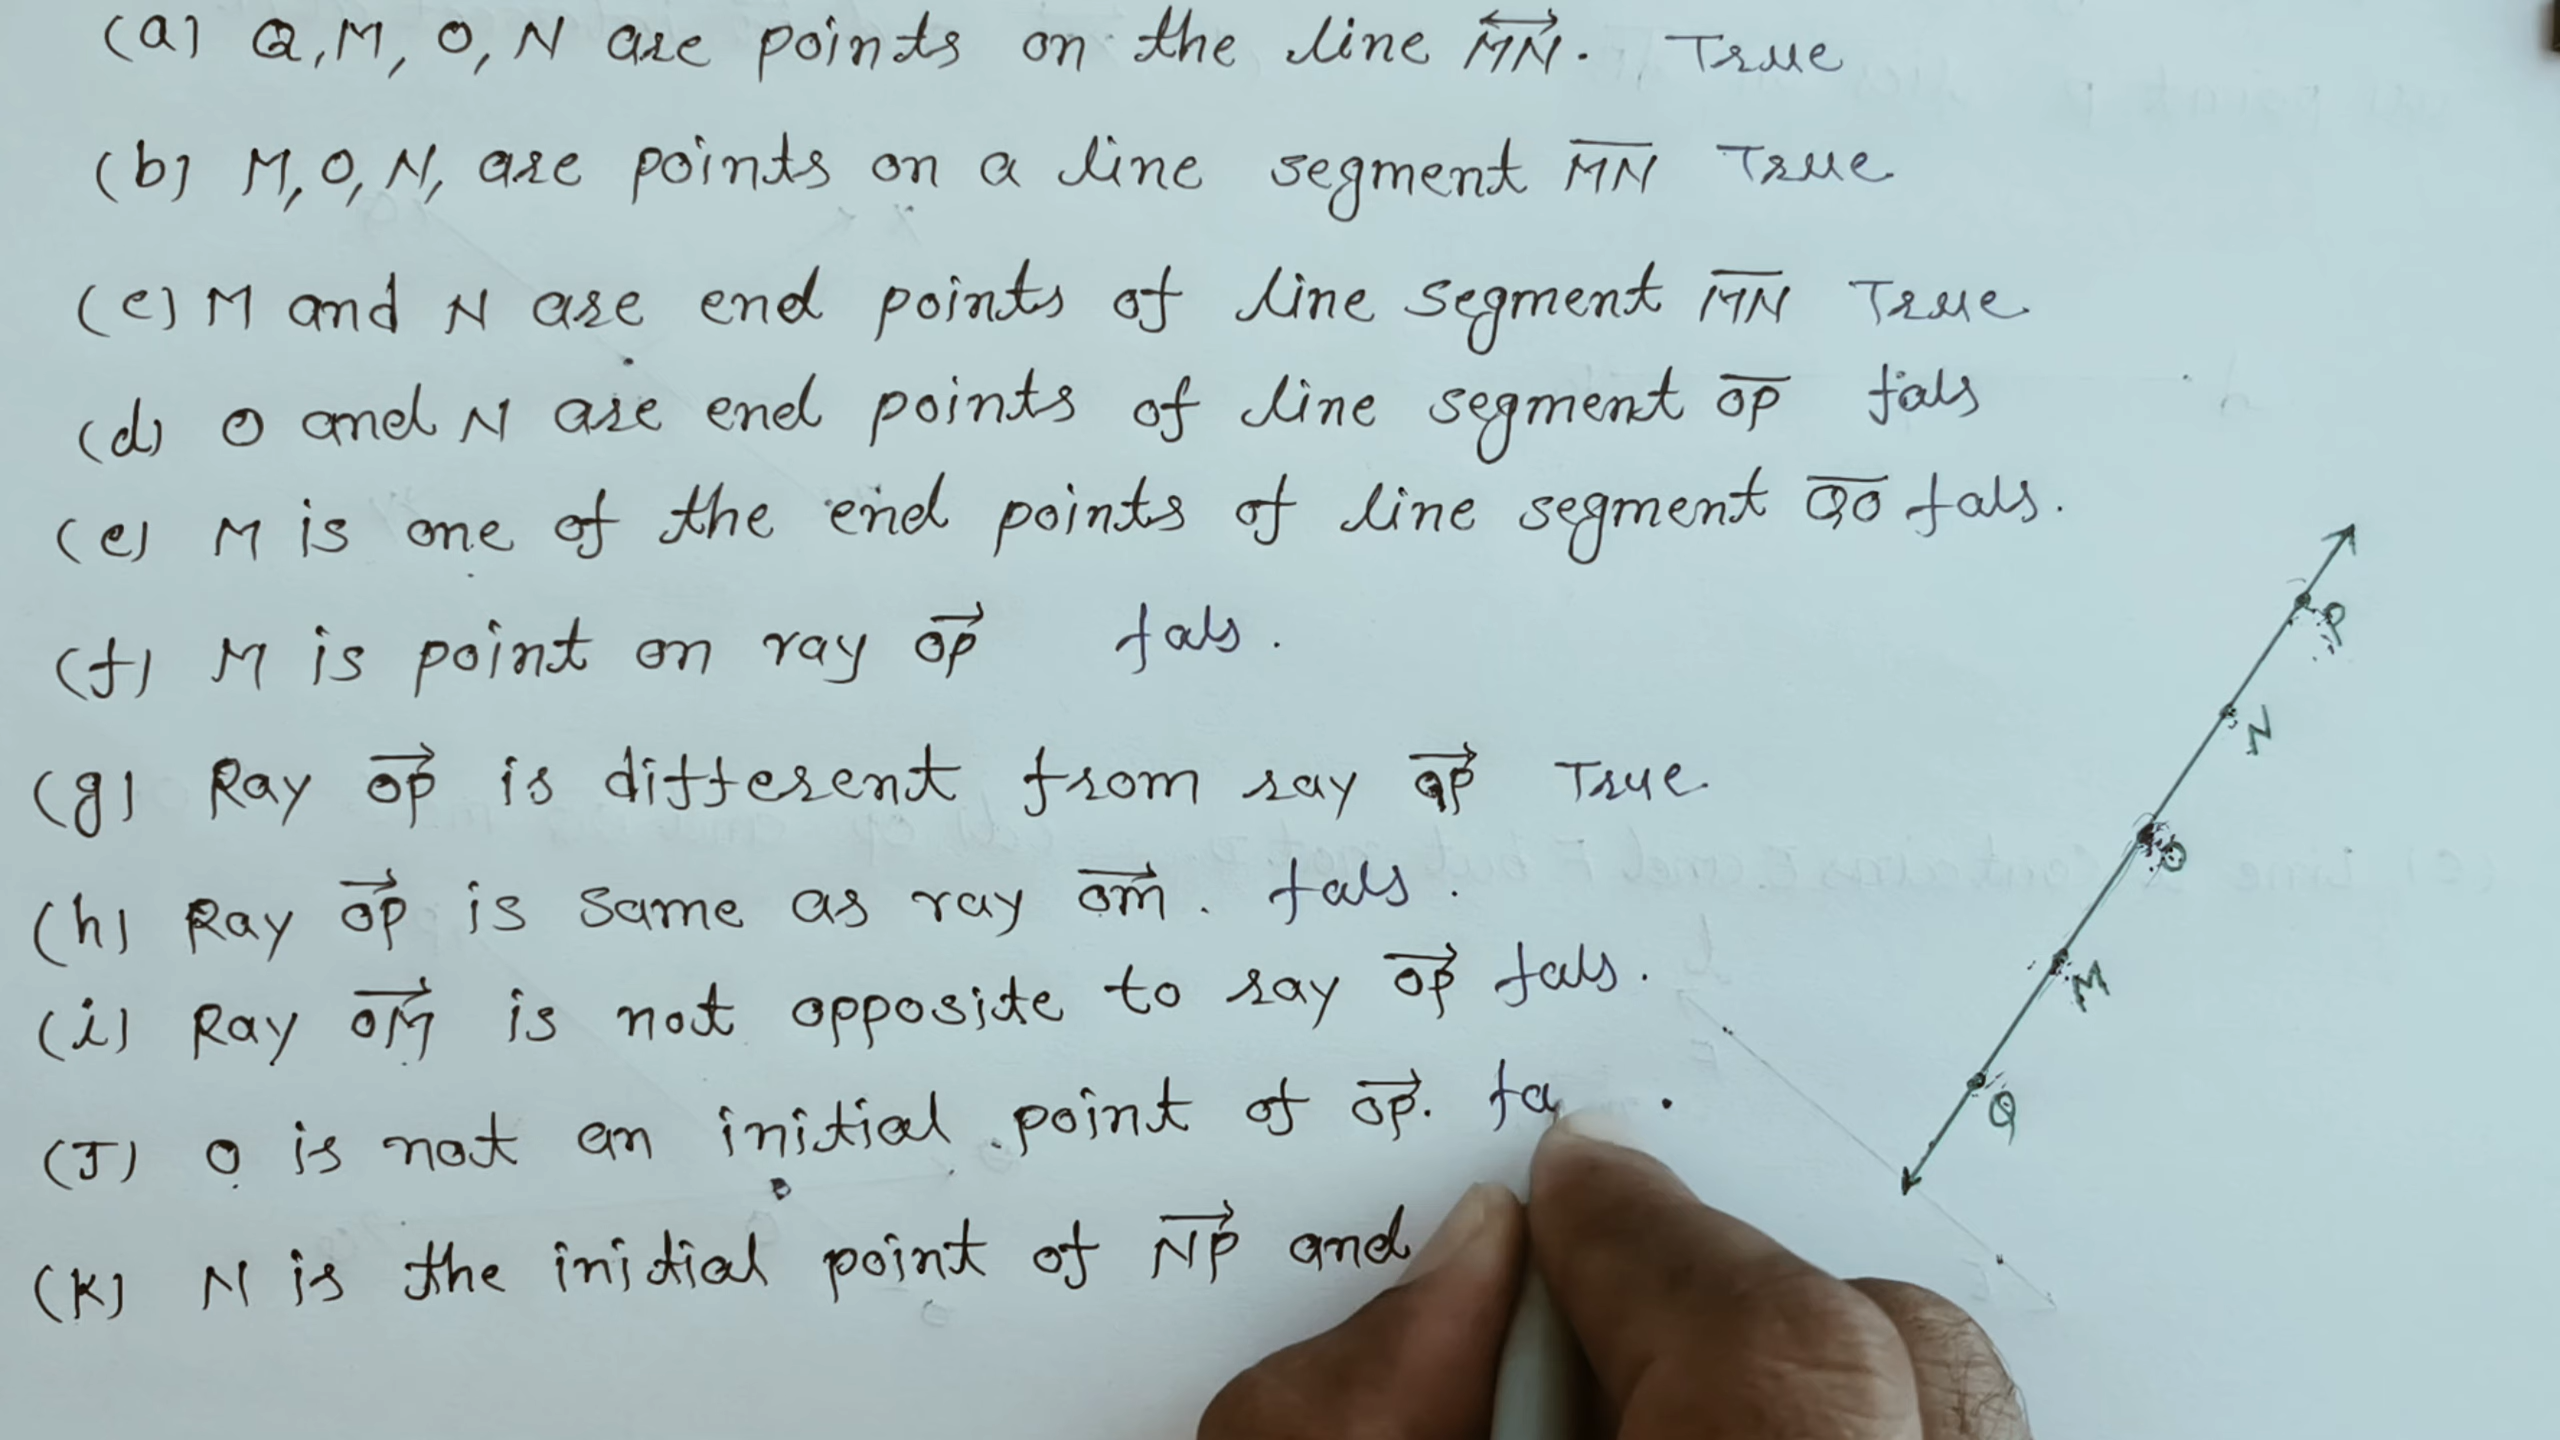 (a) Q, M, O, N are points on the line MN. True
(b) M, O, N, are points on a line segment MN True
(c) M and N are end points of line segment MN True
(d) O and N are end points of line segment OP fals
(e) M is one of the end points of line segment QO fals.
(f) M is point on ray OP fals.
(g) Ray OP is different from ray QP True
(h) Ray OP is same as ray OM. fals.
(i) Ray OM is not opposite to ray OP fals.
(J) O is not an initial point of OP. fa
(K) N is the initial point of NP and
P
N
O
M
Q